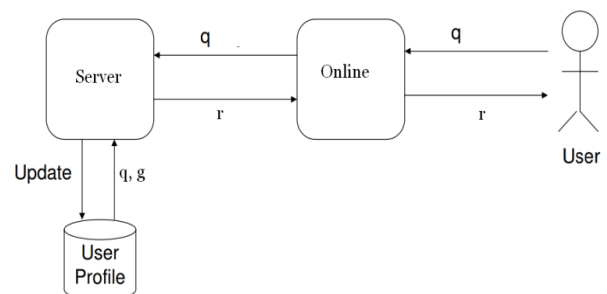 q
q
Server
Online
r
r
User
Update
q, g
User
Profile